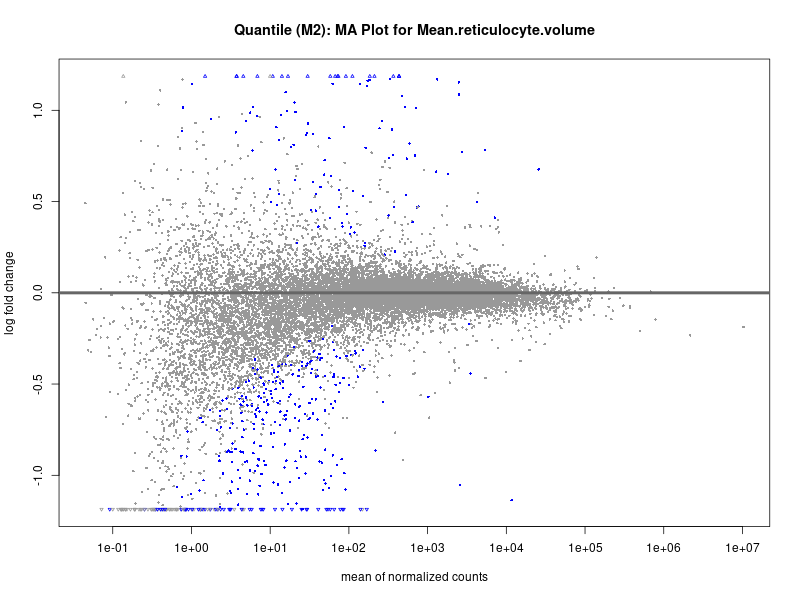 Quantile (M2): MA Plot for Mean.reticulocyte.volume
log fold change
1.0
0.5
0.0
-0.5
-1.0
1e-01 1e+00 1e+01 1e+02 1e+03 1e+04 1e+05 1e+06 1e+07
mean of normalized counts